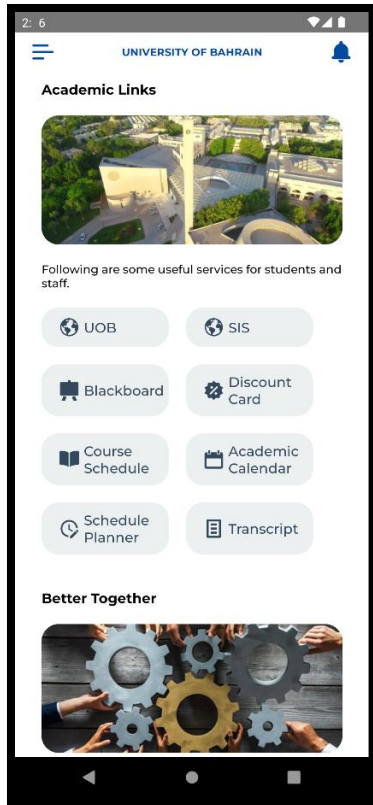 2: 6
UNIVERSITY OF BAHRAIN
Academic Links
Following are some useful services for students and
staff.
UOB
SIS
Blackboard
Discount
Card
Course
Schedule
Academic
Calendar
Schedule
Planner
Transcript
Better Together